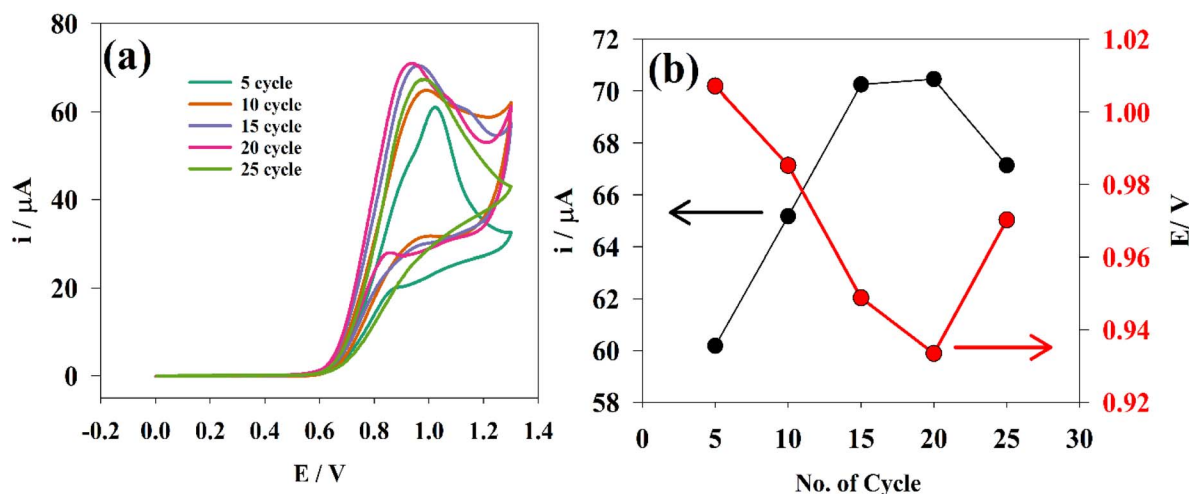 (a)
80
60
40
20
0
i / µA
5 cycle
10 cycle
15 cycle
20 cycle
25 cycle
-0.2 0.0 0.2 0.4 0.6 0.8 1.0 1.2 1.4
E / V
(b)
72
70
68
66
64
62
60
58
i / µA
1.02
1.00
0.98
0.96
0.94
0.92
E/ V
0 5 10 15 20 25 30
No. of Cycle